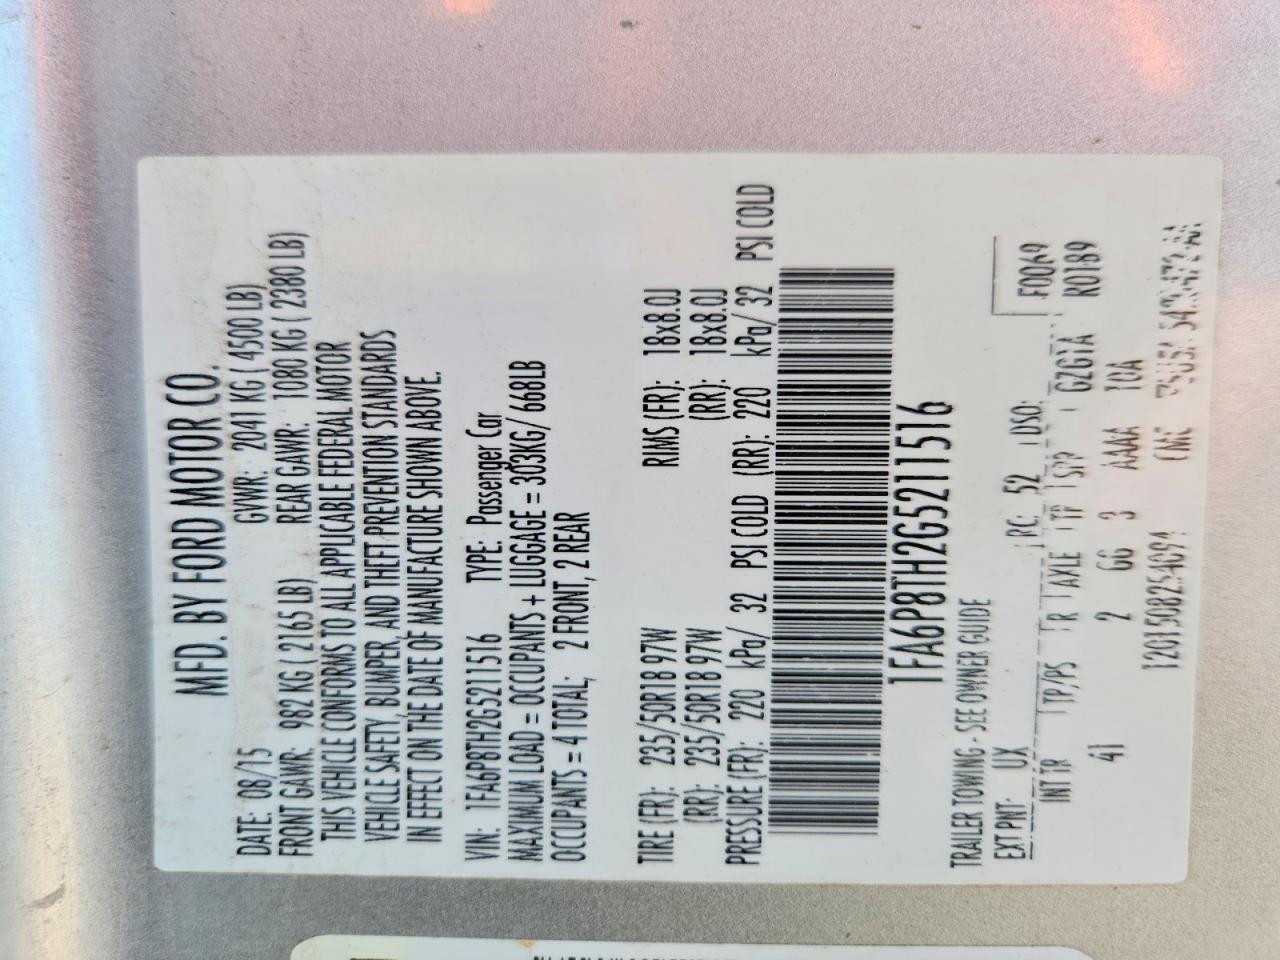 MFD. BY FORD MOTOR CO.
DATE: 08/15 GVWR: 2041 KG ( 4500 LB)
FRONT GAWR: 982 KG ( 2165 LB) REAR GAWR: 1080 KG ( 2380 LB)
THIS VEHICLE CONFORMS TO ALL APPLICABLE FEDERAL MOTOR
VEHICLE SAFETY, BUMPER, AND THEFT PREVENTION STANDARDS
IN EFFECT ON THE DATE OF MANUFACTURE SHOWN ABOVE.
VIN: 1FA6P8TH2G5211516 TYPE: Passenger Car
MAXIMUM LOAD = OCCUPANTS + LUGGAGE = 303KG/ 668LB
OCCUPANTS = 4 TOTAL; 2 FRONT, 2 REAR
TIRE (FR): 235/50R18 97W RIMS (FR): 18x8.0J
(RR): 235/50R18 97W (RR): 18x8.0J
PRESSURE (FR): 220 kPa/ 32 PSI COLD (RR): 220 kPa/ 32 PSI COLD
1FA6P8TH2G5211516
TRAILER TOWING - SEE OWNER GUIDE
EXT PNT: UX RC: 52 DSO: F0069
INT TR TP/PS R AXLE TP SPP GZG1A R0189
41 2 G6 3 AAAA